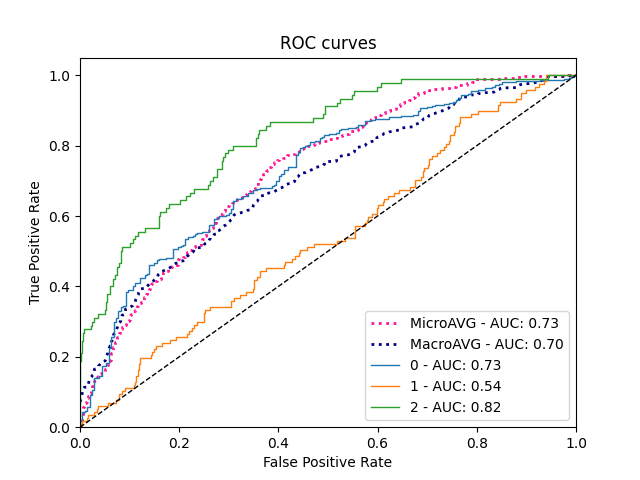 ROC curves
True Positive Rate
1.0
0.8
0.6
0.4
0.2
0.0
MicroAVG - AUC: 0.73
MacroAVG - AUC: 0.70
0 - AUC: 0.73
1 - AUC: 0.54
2 - AUC: 0.82
0.0 0.2 0.4 0.6 0.8 1.0
False Positive Rate